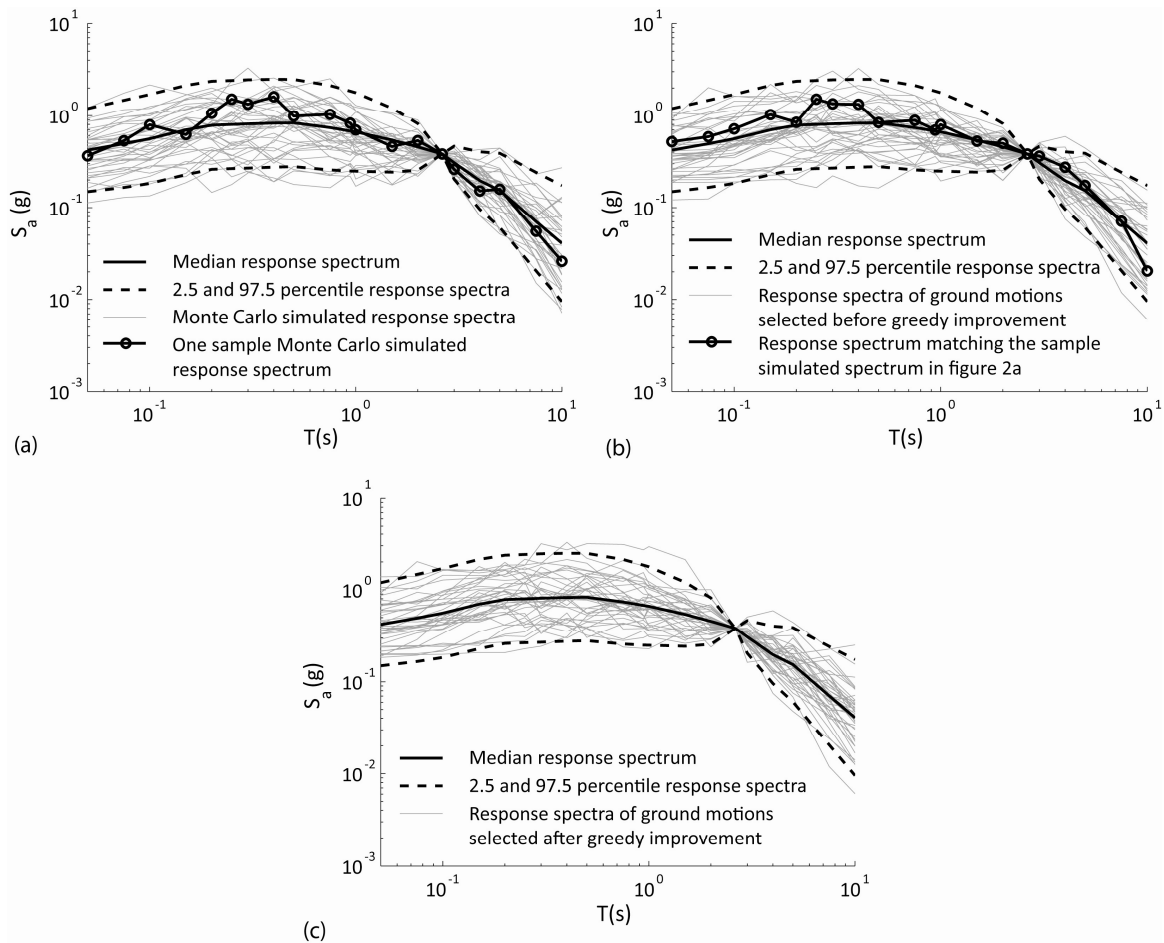 10^1
10^0
10^-1
10^-2
10^-3
S_a (g)
Median response spectrum
2.5 and 97.5 percentile response spectra
Monte Carlo simulated response spectra
One sample Monte Carlo simulated
response spectrum
10^-1
10^0
10^1
T(s)
(a)
10^1
10^0
10^-1
10^-2
10^-3
S_a (g)
Median response spectrum
2.5 and 97.5 percentile response spectra
Response spectra of ground motions
selected before greedy improvement
Response spectrum matching the sample
simulated spectrum in figure 2a
10^-1
10^0
10^1
T(s)
(b)
10^1
10^0
10^-1
10^-2
10^-3
S_a (g)
Median response spectrum
2.5 and 97.5 percentile response spectra
Response spectra of ground motions
selected after greedy improvement
10^-1
10^0
10^1
T(s)
(c)